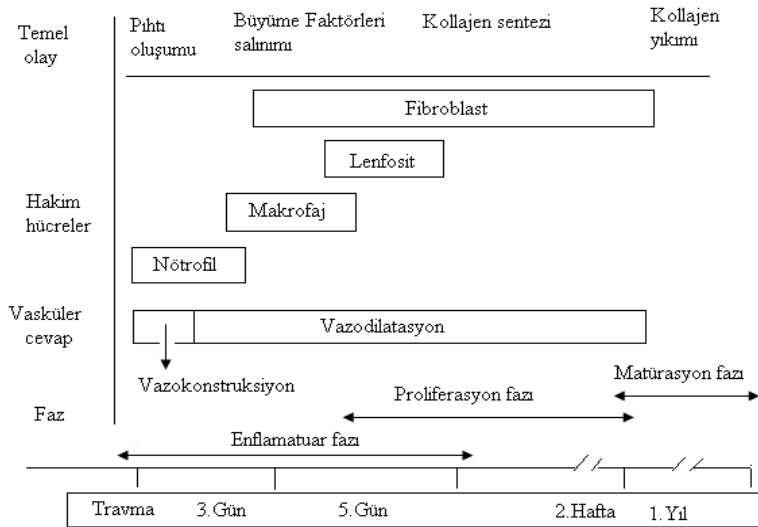 Temel
olay
Pıhtı
oluşumu
Büyüme Faktörleri
salınımı
Kollajen sentezi
Kollajen
yıkımı
Fibroblast
Lenfosit
Hakim
hücreler
Makrofaj
Nötrofil
Vasküler
cevap
Vazodilatasyon
Vazokonstruksiyon
Matürasyon fazı
Proliferasyon fazı
Faz
Enflamatuar fazı
Travma 3.Gün 5.Gün 2.Hafta 1.Yıl